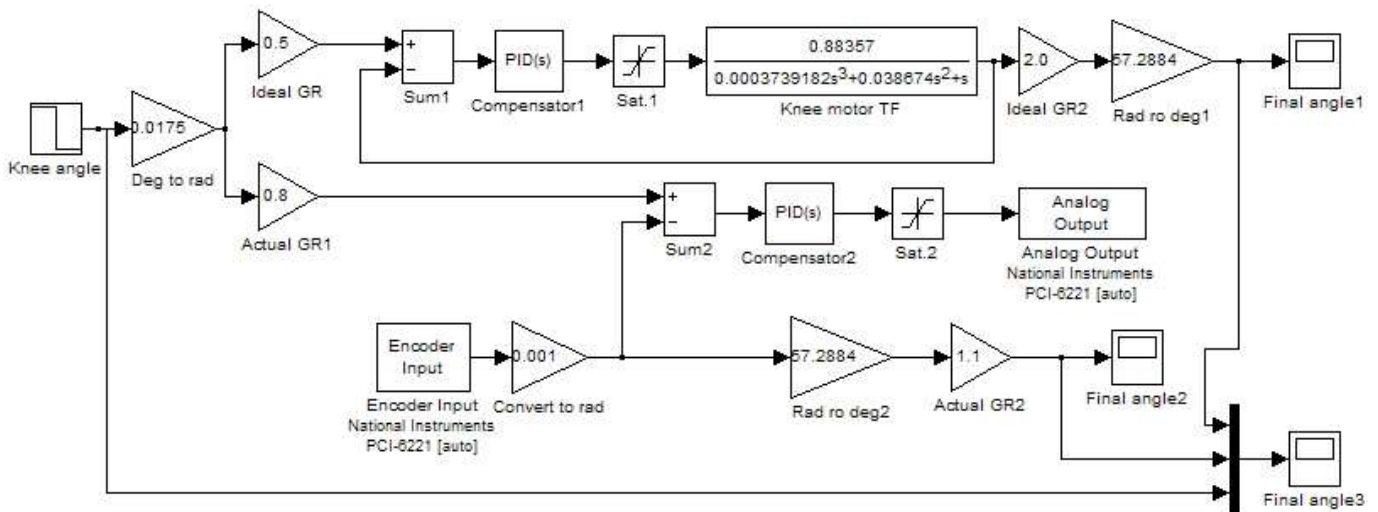 0.5
Ideal GR
+
−
Sum1
PID(s)
Compensator1
Sat.1
0.88357
0.0003739182s³+0.038674s²+s
Knee motor TF
2.0
Ideal GR2
57.2884
Rad ro deg1
Final angle1
Knee angle
0.0175
Deg to rad
0.8
Actual GR1
+
−
Sum2
PID(s)
Compensator2
Sat.2
Analog
Output
Analog Output
National Instruments
PCI-6221 [auto]
Encoder
Input
Encoder Input
National Instruments
PCI-6221 [auto]
0.001
Convert to rad
57.2884
Rad ro deg2
1.1
Actual GR2
Final angle2
Final angle3